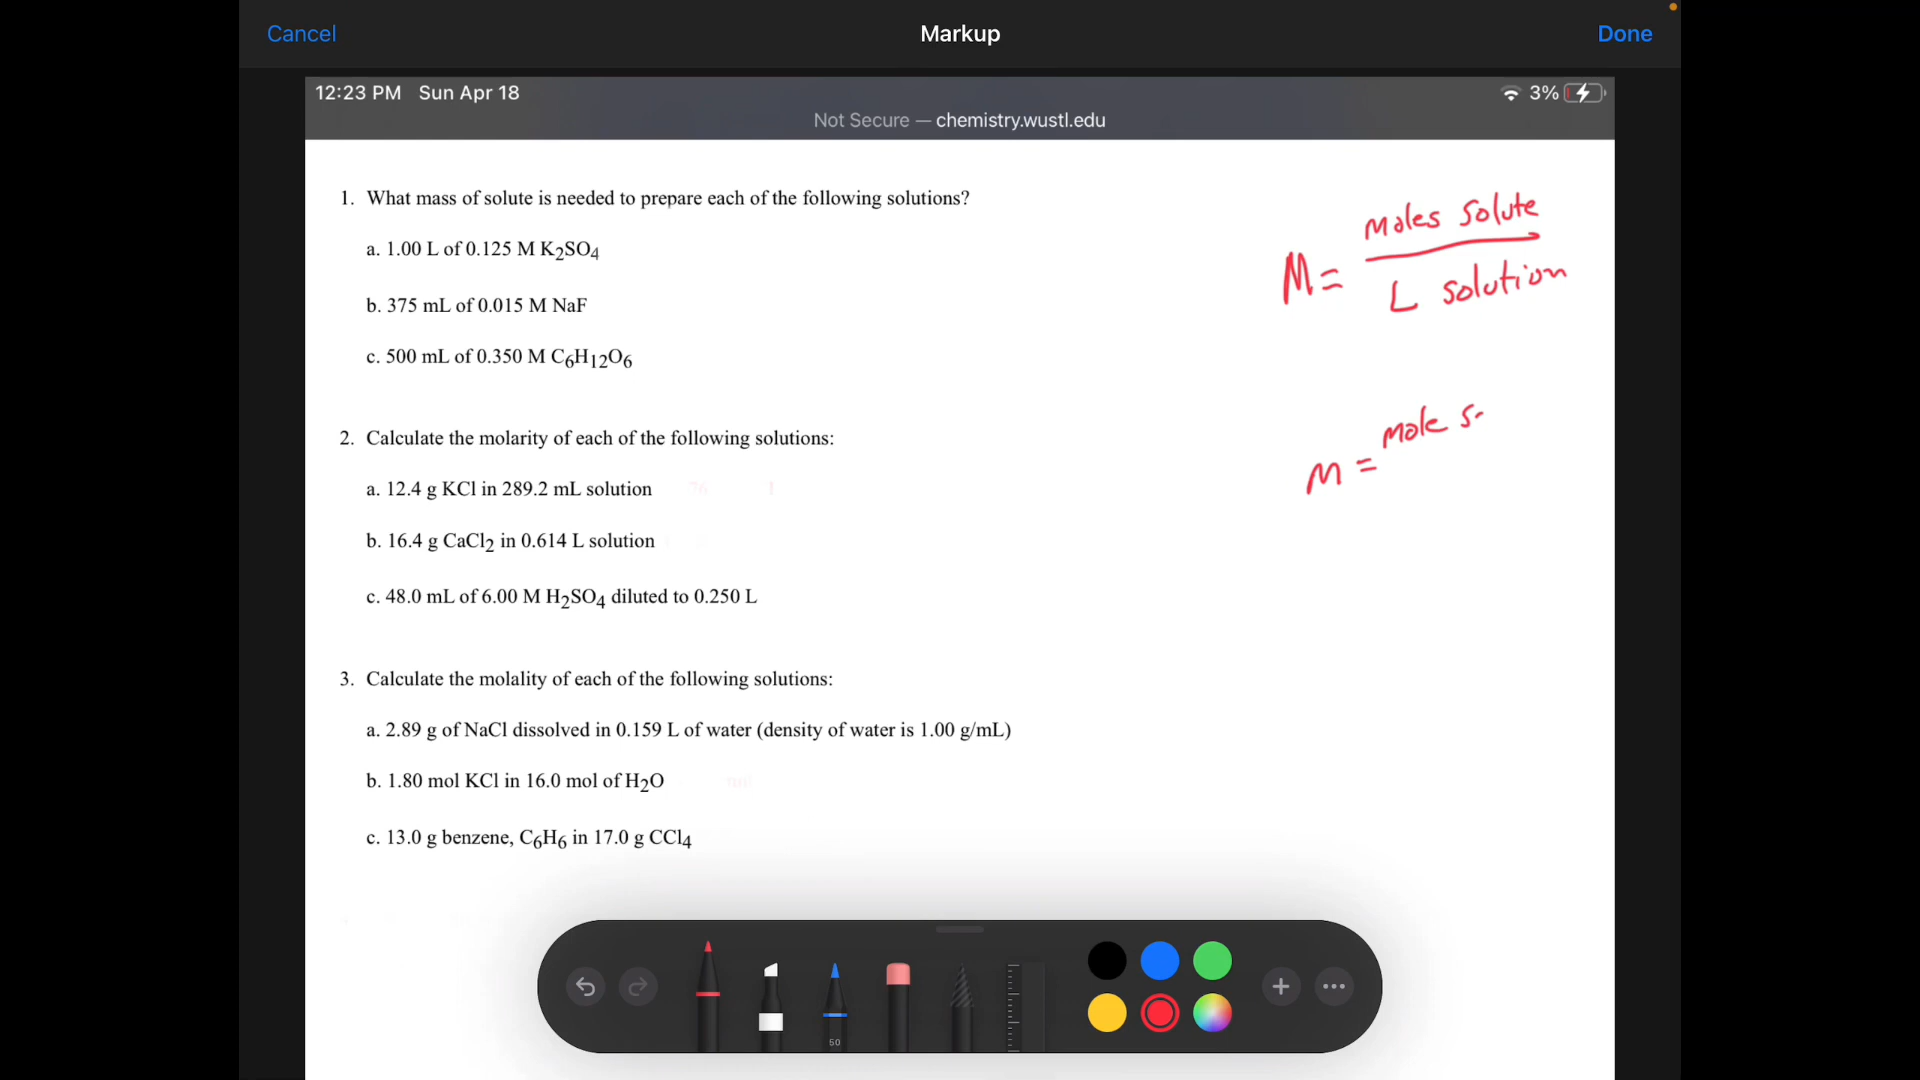 Cancel
Markup
Done
12:23 PM Sun Apr 18
3%
Not Secure — chemistry.wustl.edu
1. What mass of solute is needed to prepare each of the following solutions?
a. 1.00 L of 0.125 M K2SO4
b. 375 mL of 0.015 M NaF
c. 500 mL of 0.350 M C6H12O6
M = moles solute
L solution
2. Calculate the molarity of each of the following solutions:
a. 12.4 g KCl in 289.2 mL solution
b. 16.4 g CaCl2 in 0.614 L solution
c. 48.0 mL of 6.00 M H2SO4 diluted to 0.250 L
m = mole s
3. Calculate the molality of each of the following solutions:
a. 2.89 g of NaCl dissolved in 0.159 L of water (density of water is 1.00 g/mL)
b. 1.80 mol KCl in 16.0 mol of H2O
c. 13.0 g benzene, C6H6 in 17.0 g CCl4
50